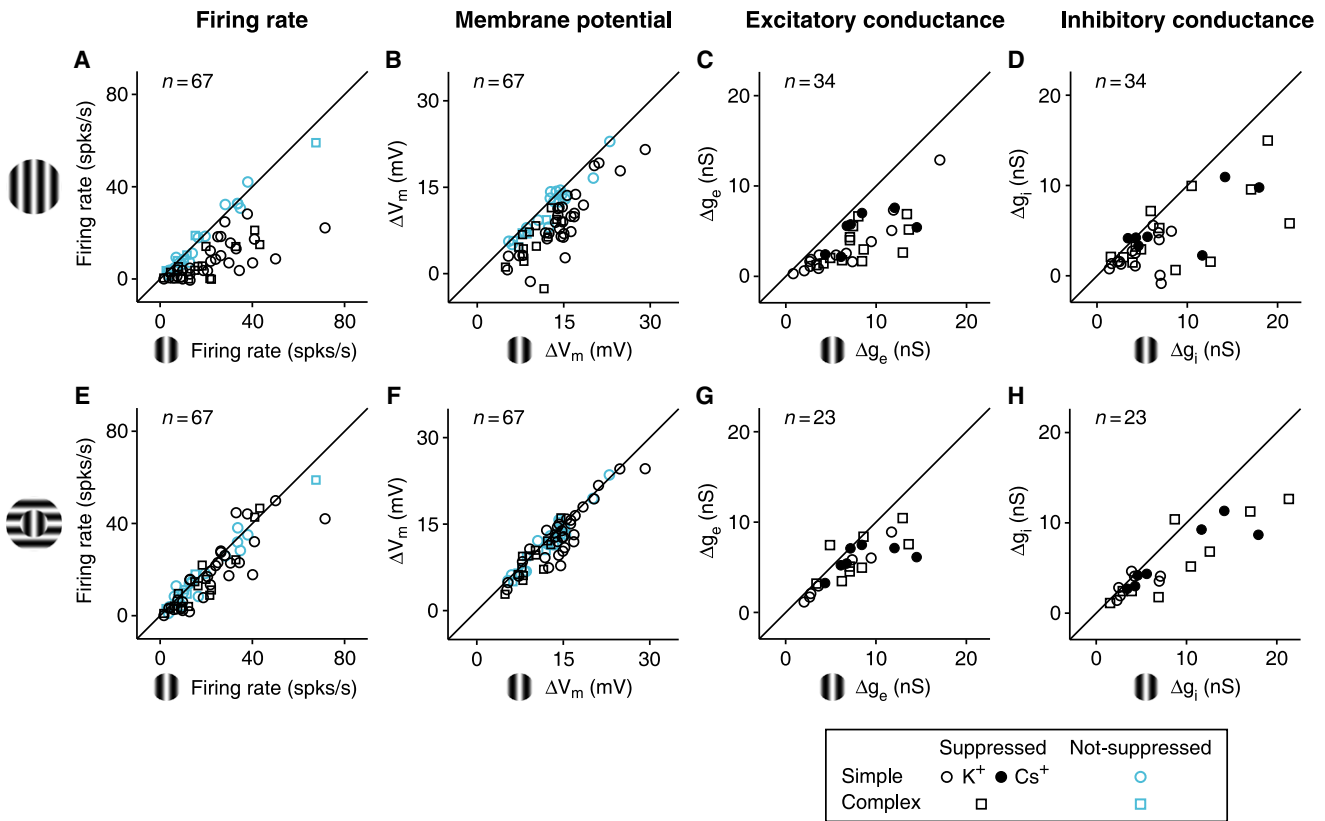 Firing rate Membrane potential Excitatory conductance Inhibitory conductance
A
n=67
Firing rate (spks/s)
80
40
0
0 40 80
Firing rate (spks/s)
B
n=67
ΔVm (mV)
30
15
0
0 15 30
ΔVm (mV)
C
n=34
Δge (nS)
20
10
0
0 10 20
Δge (nS)
D
n=34
Δgi (nS)
20
10
0
0 10 20
Δgi (nS)
E
n=67
Firing rate (spks/s)
80
40
0
0 40 80
Firing rate (spks/s)
F
n=67
ΔVm (mV)
30
15
0
0 15 30
ΔVm (mV)
G
n=23
Δge (nS)
20
10
0
0 10 20
Δge (nS)
H
n=23
Δgi (nS)
20
10
0
0 10 20
Δgi (nS)
Suppressed Not-suppressed
Simple K+ Cs+
Complex